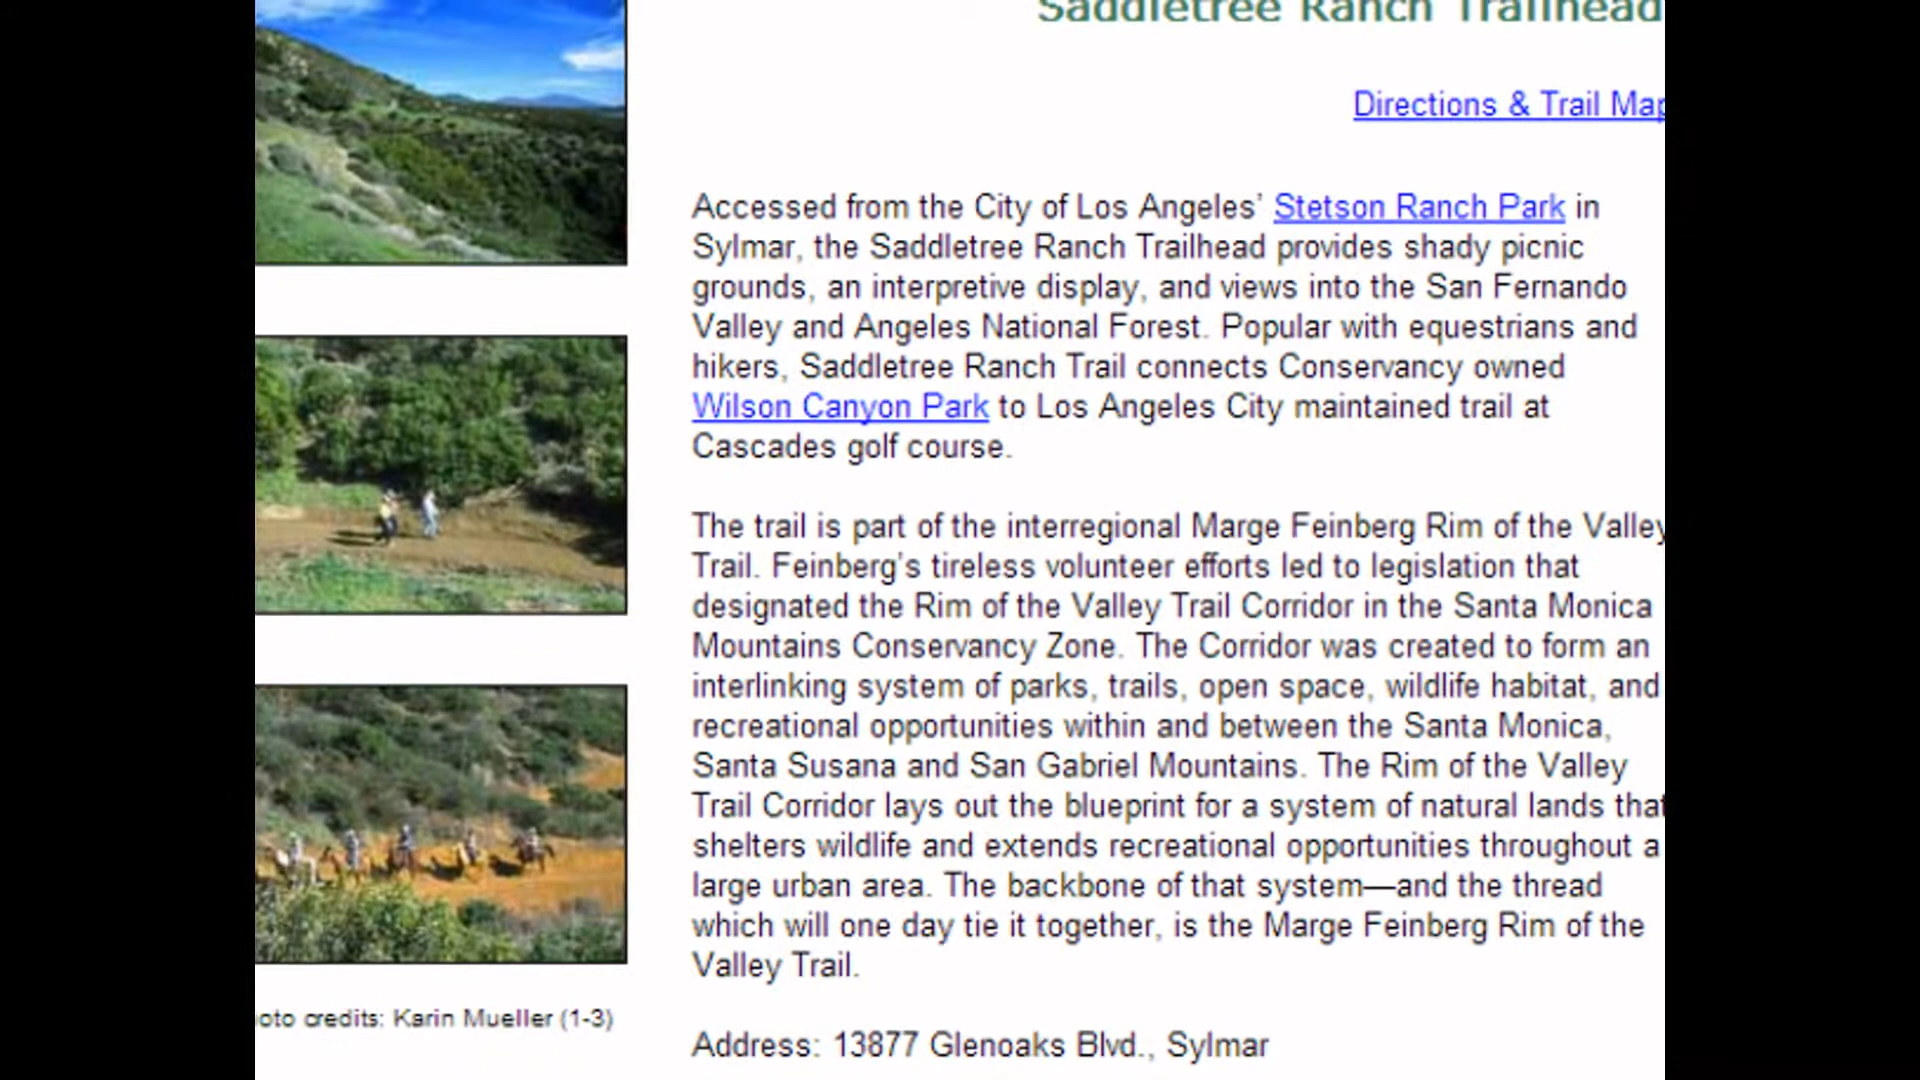 Saddletree Ranch Trailhead
Directions & Trail Map
Accessed from the City of Los Angeles’ Stetson Ranch Park in
Sylmar, the Saddletree Ranch Trailhead provides shady picnic
grounds, an interpretive display, and views into the San Fernando
Valley and Angeles National Forest. Popular with equestrians and
hikers, Saddletree Ranch Trail connects Conservancy owned
Wilson Canyon Park to Los Angeles City maintained trail at
Cascades golf course.
The trail is part of the interregional Marge Feinberg Rim of the Valley
Trail. Feinberg’s tireless volunteer efforts led to legislation that
designated the Rim of the Valley Trail Corridor in the Santa Monica
Mountains Conservancy Zone. The Corridor was created to form an
interlinking system of parks, trails, open space, wildlife habitat, and
recreational opportunities within and between the Santa Monica,
Santa Susana and San Gabriel Mountains. The Rim of the Valley
Trail Corridor lays out the blueprint for a system of natural lands that
shelters wildlife and extends recreational opportunities throughout a
large urban area. The backbone of that system—and the thread
which will one day tie it together, is the Marge Feinberg Rim of the
Valley Trail.
oto credits: Karin Mueller (1-3)
Address: 13877 Glenoaks Blvd., Sylmar